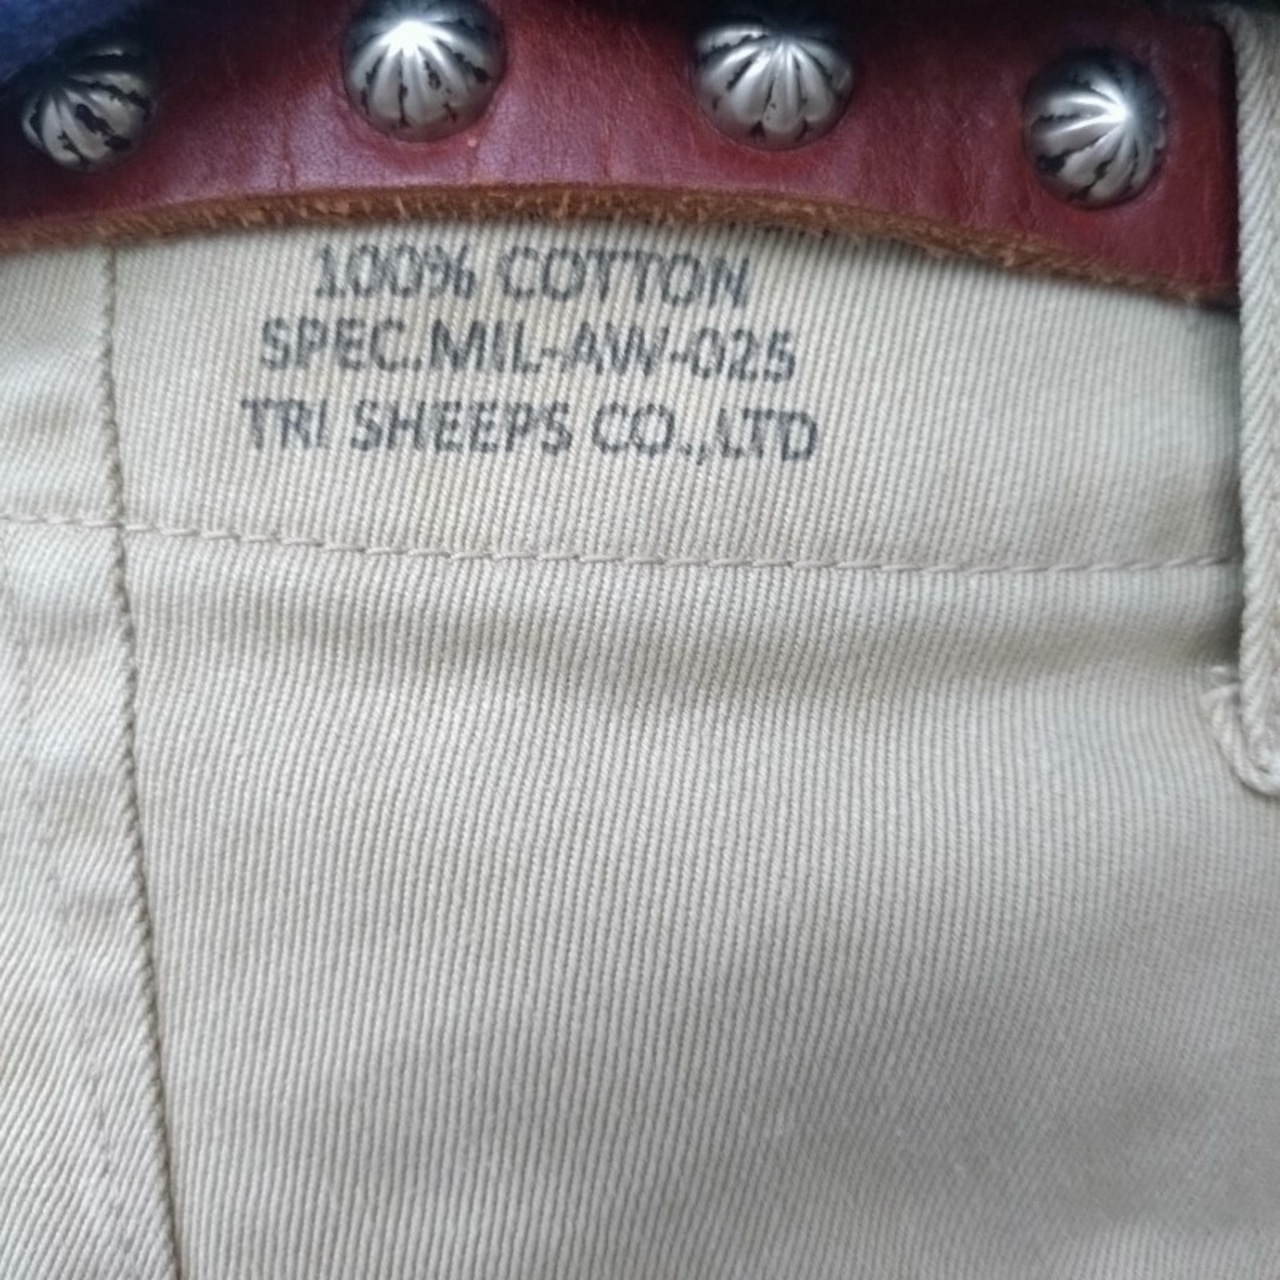 100% COTTON
SPEC.MIL-AW-025
TRI SHEEPS CO.,LTD